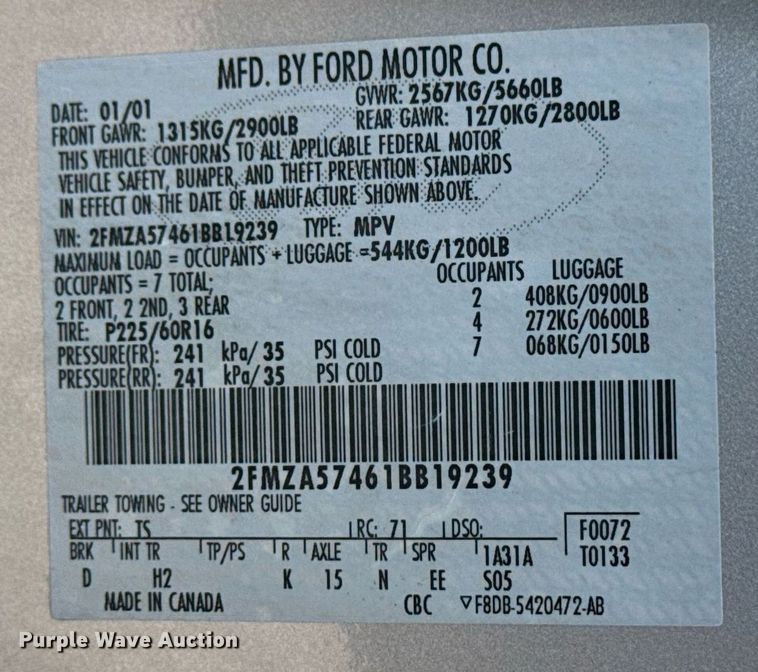 MFD. BY FORD MOTOR CO.
DATE: 01/01 GVWR: 2567KG/5660LB
FRONT GAWR: 1315KG/2900LB REAR GAWR: 1270KG/2800LB
THIS VEHICLE CONFORMS TO ALL APPLICABLE FEDERAL MOTOR
VEHICLE SAFETY, BUMPER, AND THEFT PREVENTION STANDARDS
IN EFFECT ON THE DATE OF MANUFACTURE SHOWN ABOVE.
VIN: 2FMZA57461BB19239 TYPE: MPV
MAXIMUM LOAD = OCCUPANTS + LUGGAGE =544KG/1200LB
OCCUPANTS = 7 TOTAL; OCCUPANTS LUGGAGE
2 FRONT, 2 2ND, 3 REAR 2 408KG/0900LB
TIRE: P225/60R16 4 272KG/0600LB
PRESSURE(FR): 241 kPa/ 35 PSI COLD 7 068KG/0150LB
PRESSURE(RR): 241 kPa/ 35 PSI COLD
2FMZA57461BB19239
TRAILER TOWING - SEE OWNER GUIDE
EXT PNT: TS RC: 71 DSO: F0072
BRK INT TR TP/PS R AXLE TR SPR 1A31A T0133
D H2 K 15 N EE S05
MADE IN CANADA CBC ▽F8DB-5420472-AB
Purple Wave Auction